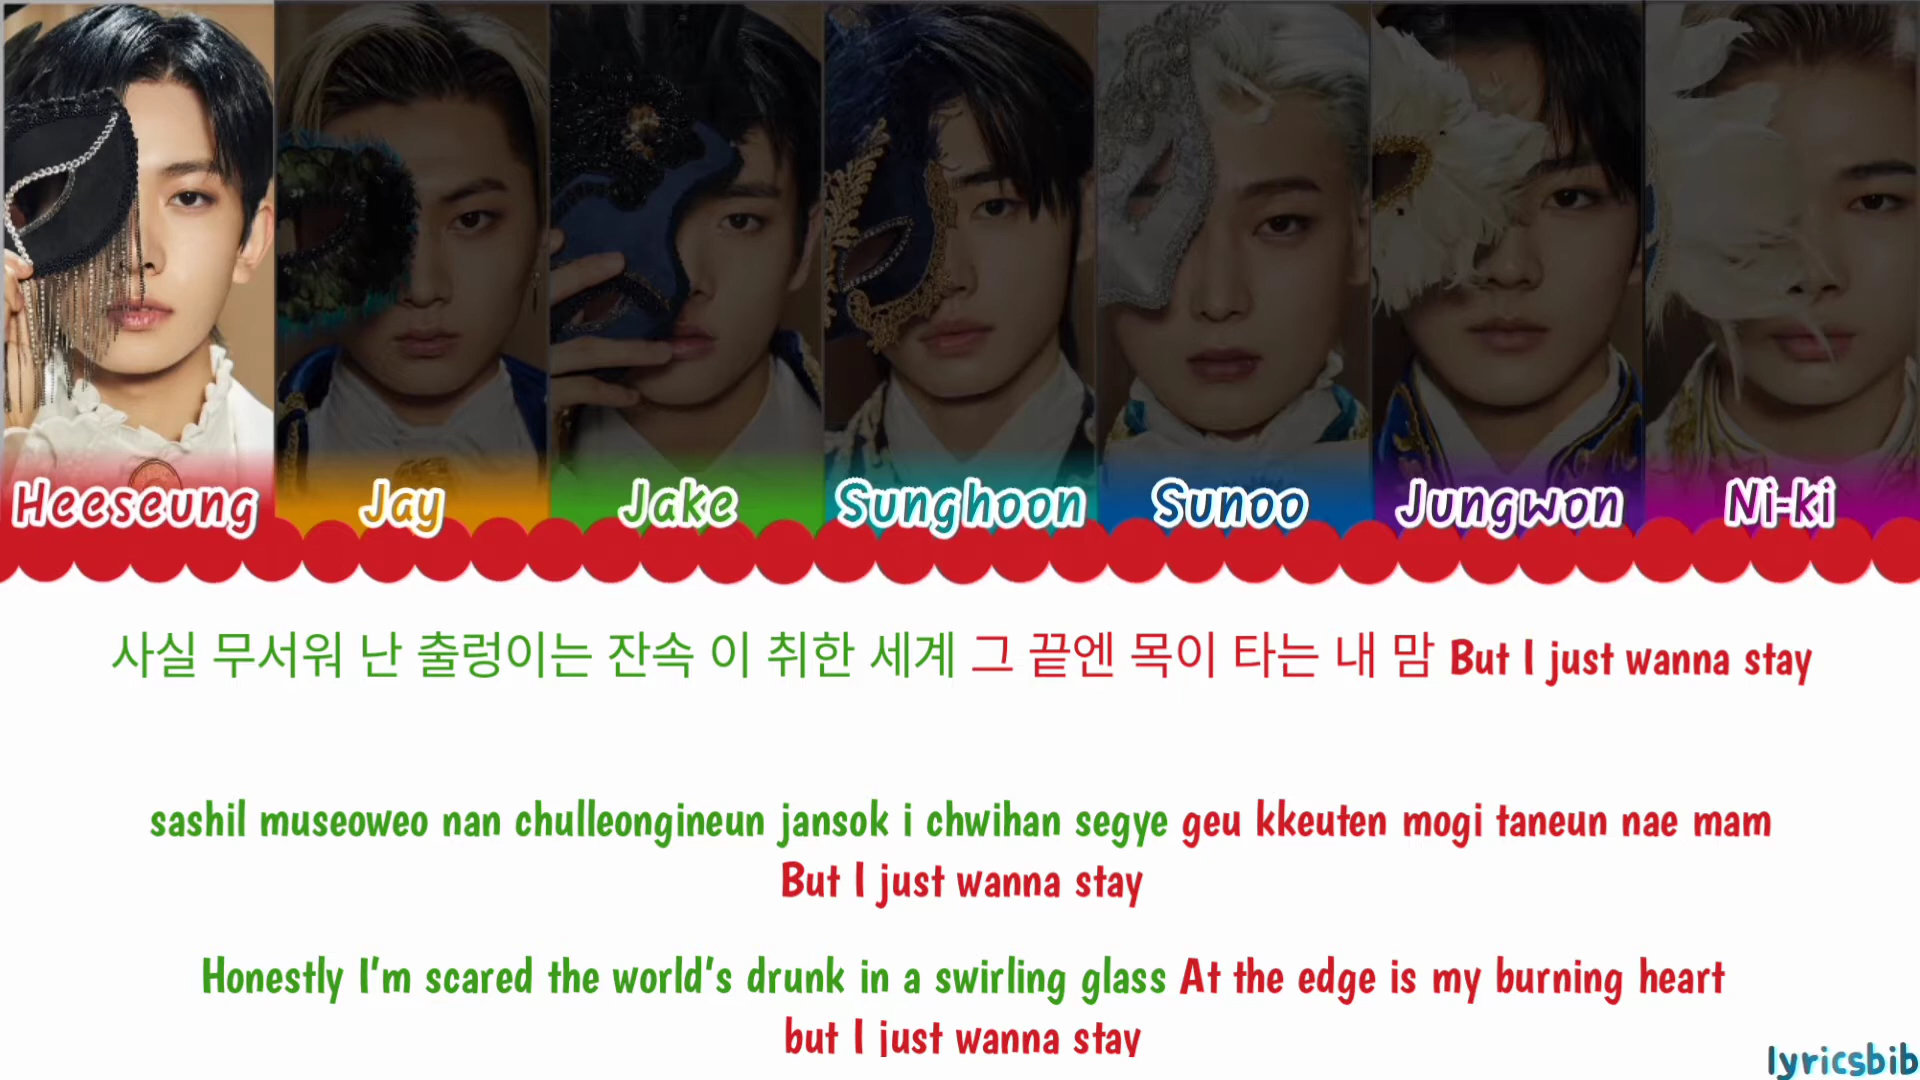 Heeseung Jay Jake Sunghoon Sunoo Jungwon Ni-ki
사실 무서워 난 출렁이는 잔속 이 취한 세계 그 끝엔 목이 타는 내 맘 But I just wanna stay
sashil museoweo nan chulleongineun jansok i chwihan segye geu kkeuten mogi taneun nae mam
But I just wanna stay
Honestly I'm scared the world's drunk in a swirling glass At the edge is my burning heart
but I just wanna stay
lyricsbib